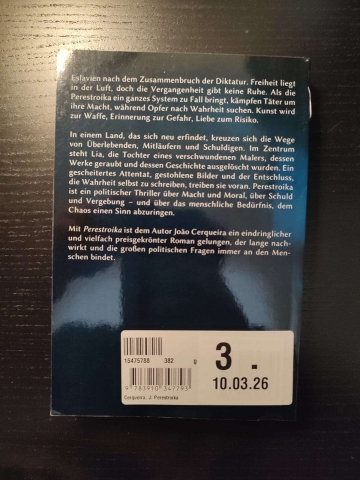 Eslavien nach dem Zusammenbruch der Diktatur. Freiheit liegt
in der Luft, doch die Vergangenheit gibt keine Ruhe. Als die
Perestroika ein ganzes System zu Fall bringt, kämpfen Täter um
ihre Macht, während Opfer nach Wahrheit suchen. Kunst wird
zur Waffe, Erinnerung zur Gefahr, Liebe zum Risiko.
In einem Land, das sich neu erfindet, kreuzen sich die Wege
von Überlebenden, Mitläufern und Schuldigen. Im Zentrum
steht Lia, die Tochter eines verschwundenen Malers, dessen
Werke geraubt und dessen Geschichte ausgelöscht wurden. Ein
gescheitertes Attentat, gestohlene Bilder und der Entschluss,
die Wahrheit selbst zu schreiben, treiben sie voran. Perestroika
ist ein politischer Thriller über Macht und Moral, über Schuld
und Vergebung – und über das menschliche Bedürfnis, dem
Chaos einen Sinn abzuringen.
Mit Perestroika ist dem Autor João Cerqueira ein eindringlicher
und vielfach preisgekrönter Roman gelungen, der lange nach-
wirkt und die großen politischen Fragen immer an den Men-
schen bindet.
15475788 382 g
3 .
10.03.26
9 783910 347793
Cerqueira, J: Perestroika